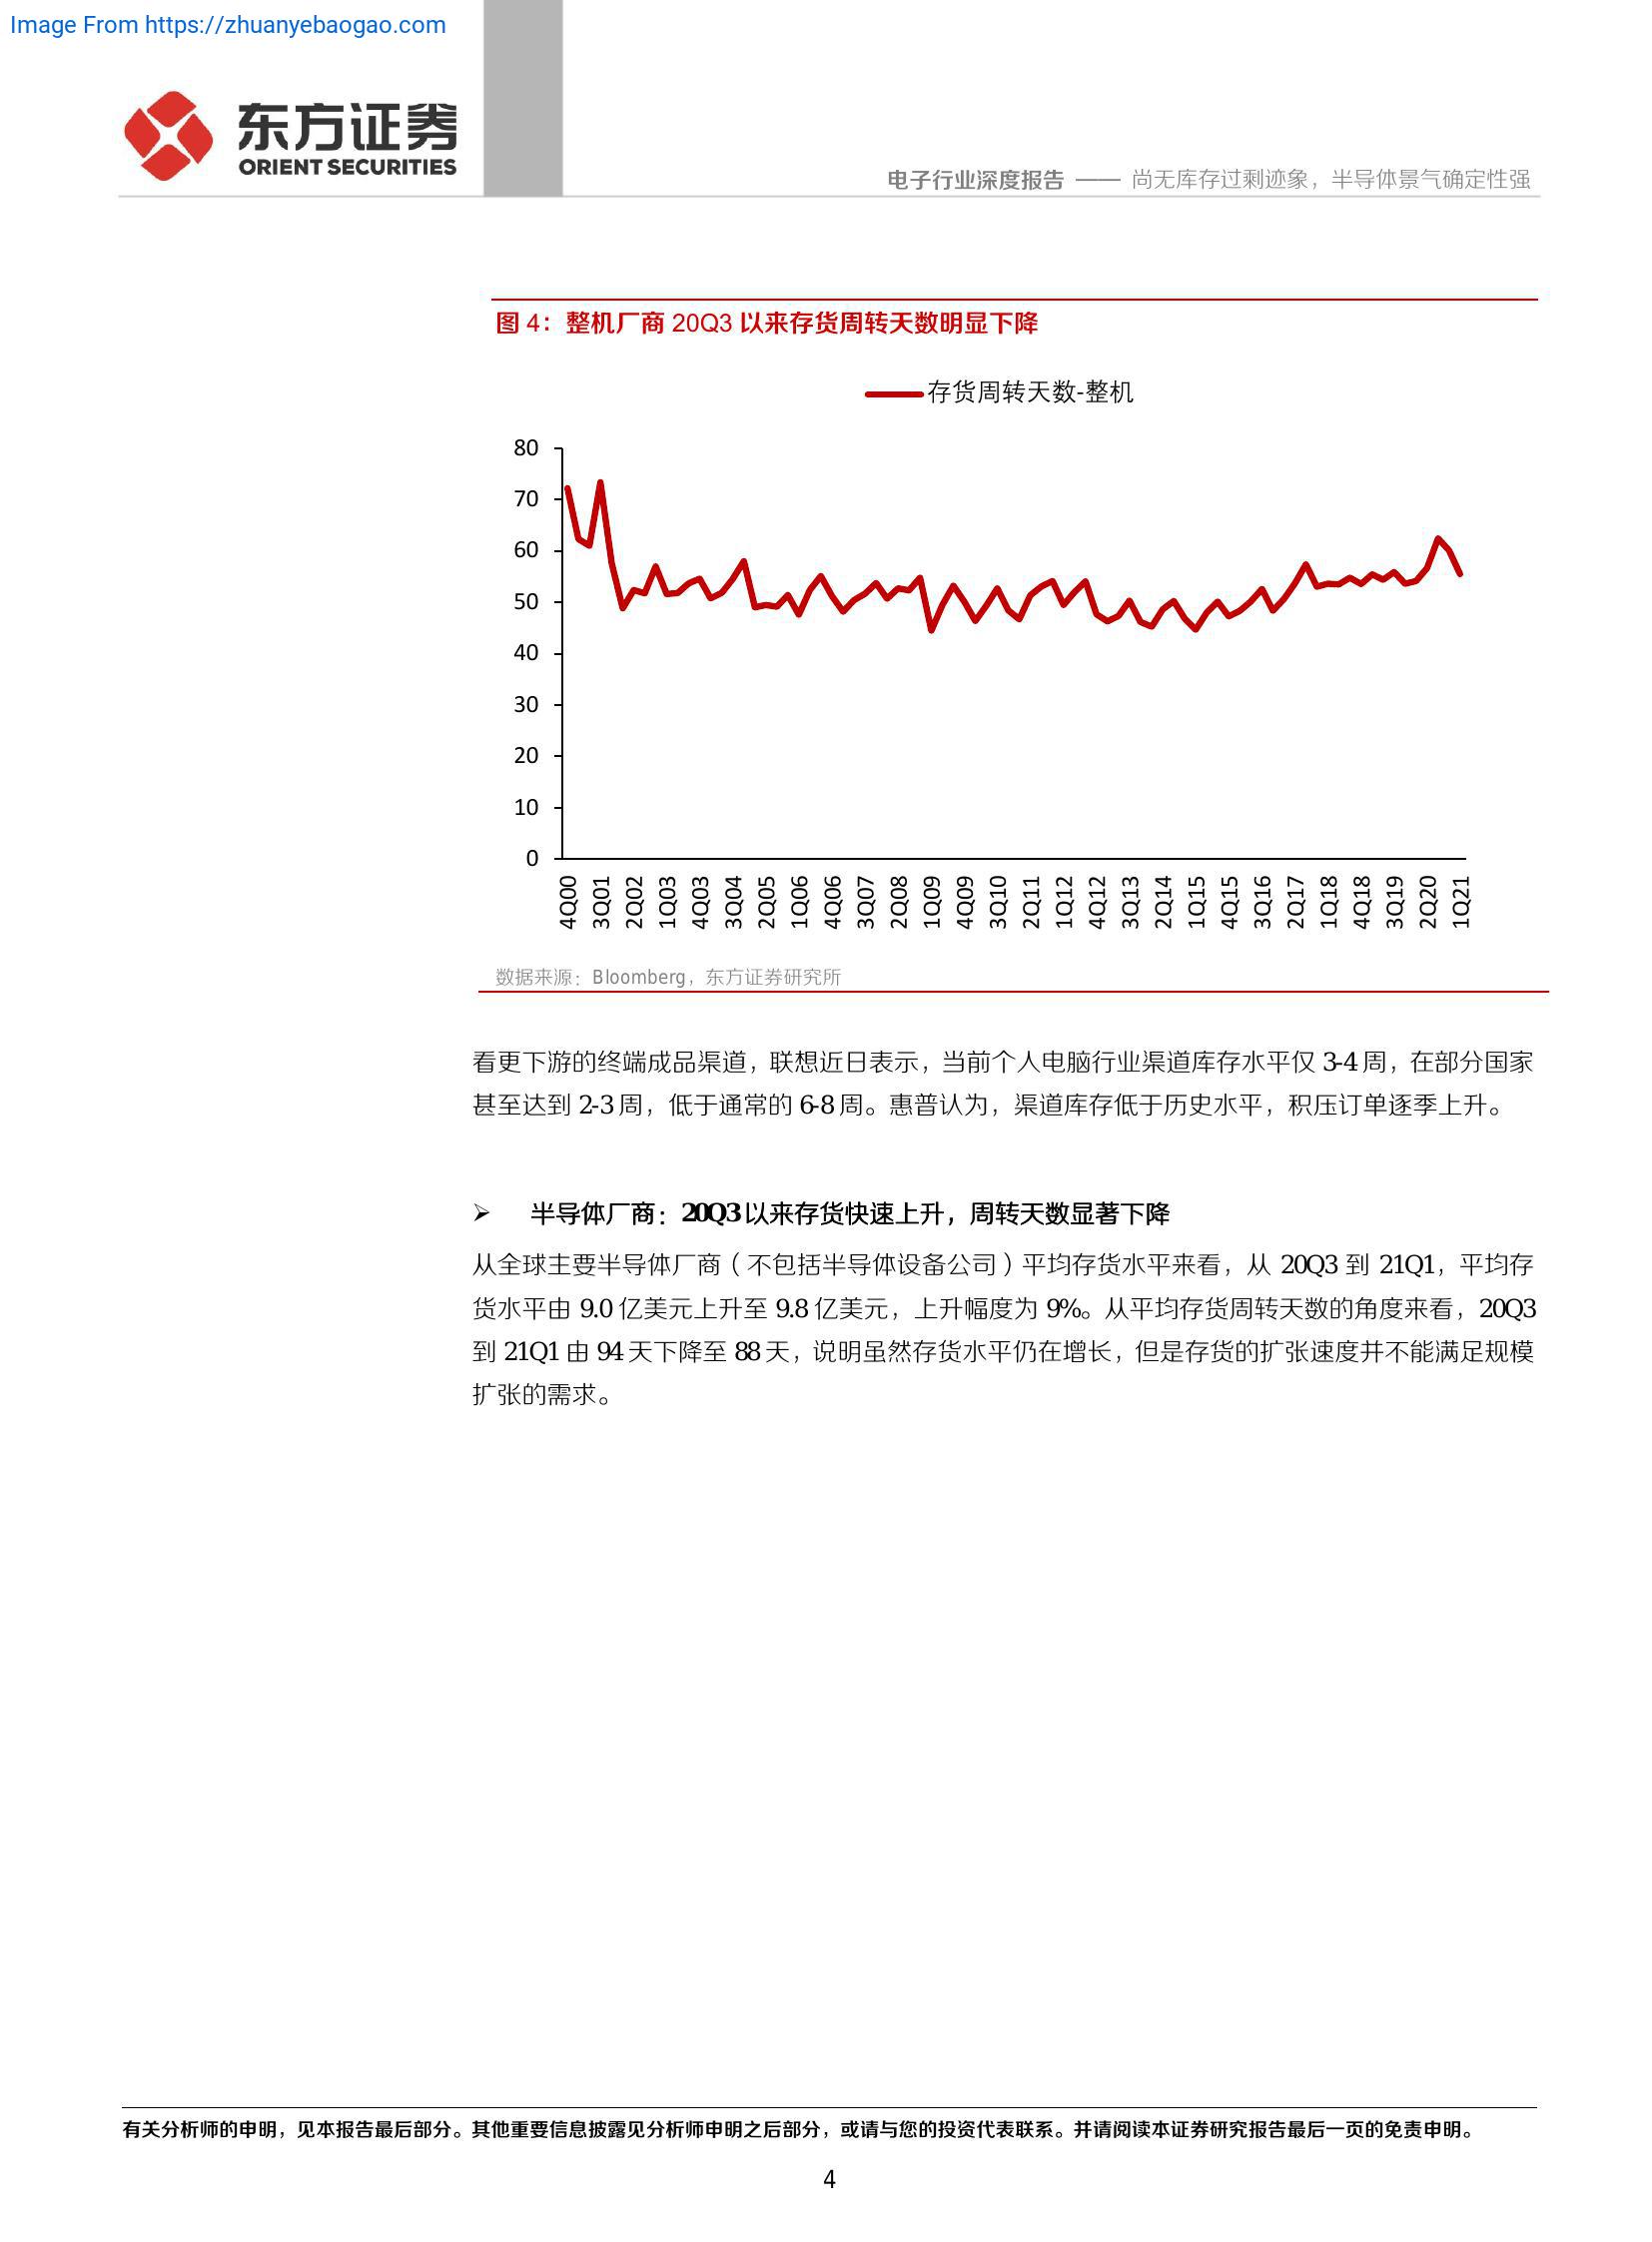 Image From https://zhuanyebaogao.com
东方证券
ORIENT SECURITIES
电子行业深度报告 —— 尚无库存过剩迹象，半导体景气确定性强
图 4：整机厂商 20Q3 以来存货周转天数明显下降
存货周转天数-整机
80
70
60
50
40
30
20
10
0
4Q00 3Q01 2Q02 1Q03 4Q03 3Q04 2Q05 1Q06 4Q06 3Q07 2Q08 1Q09 4Q09 3Q10 2Q11 1Q12 4Q12 3Q13 2Q14 1Q15 4Q15 3Q16 2Q17 1Q18 4Q18 3Q19 2Q20 1Q21
数据来源：Bloomberg，东方证券研究所
看更下游的终端成品渠道，联想近日表示，当前个人电脑行业渠道库存水平仅 3-4 周，在部分国家
甚至达到 2-3 周，低于通常的 6-8 周。惠普认为，渠道库存低于历史水平，积压订单逐季上升。
➢ 半导体厂商：20Q3 以来存货快速上升，周转天数显著下降
从全球主要半导体厂商（不包括半导体设备公司）平均存货水平来看，从 20Q3 到 21Q1，平均存
货水平由 9.0 亿美元上升至 9.8 亿美元，上升幅度为 9%。从平均存货周转天数的角度来看，20Q3
到 21Q1 由 94 天下降至 88 天，说明虽然存货水平仍在增长，但是存货的扩张速度并不能满足规模
扩张的需求。
有关分析师的申明，见本报告最后部分。其他重要信息披露见分析师申明之后部分，或请与您的投资代表联系。并请阅读本证券研究报告最后一页的免责申明。
4